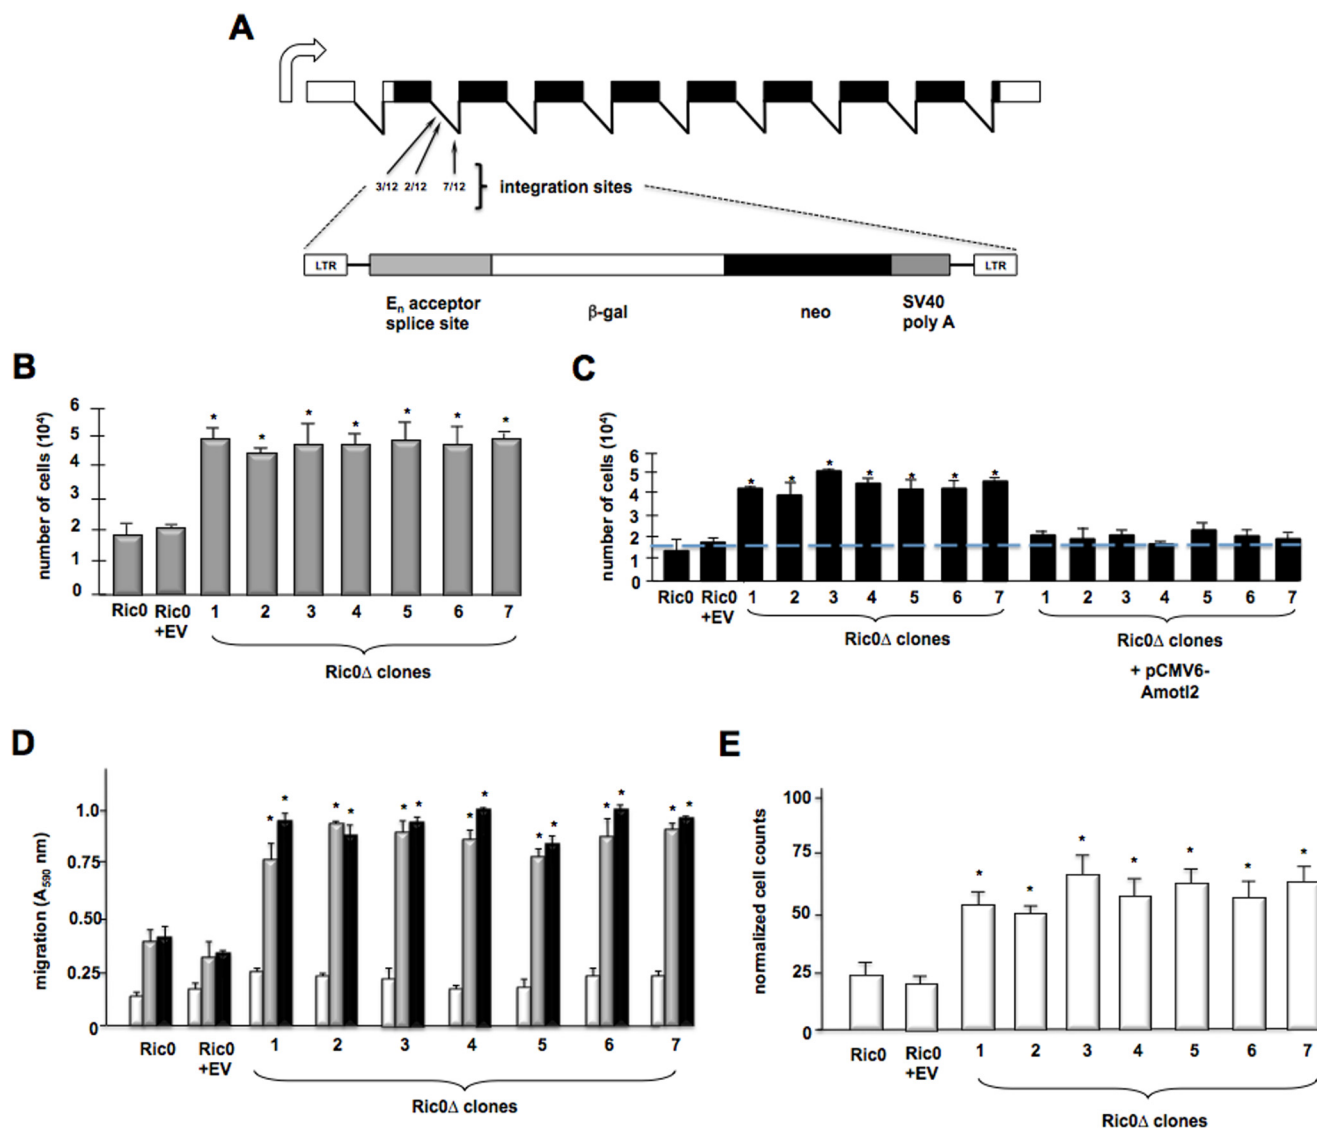 A
3/12 2/12 7/12
integration sites
LTR
LTR
En acceptor
splice site
β-gal
neo
SV40
poly A
B
number of cells (10⁴)
6
5
4
3
2
1
0
* * * * * * *
Ric0 Ric0
+EV
1 2 3 4 5 6 7
Ric0Δ clones
C
number of cells (10⁴)
6
5
4
3
2
1
0
* * * * * * *
Ric0 Ric0
+EV
1 2 3 4 5 6 7
1 2 3 4 5 6 7
Ric0Δ clones
Ric0Δ clones
+ pCMV6-
Amotl2
D
migration (A₅₉₀ nm)
1.0
0.75
0.50
0.25
0
* * * * * * * * * * * * * *
Ric0 Ric0
+EV
1 2 3 4 5 6 7
Ric0Δ clones
E
normalized cell counts
100
75
50
25
0
* * * * * * *
Ric0 Ric0
+EV
1 2 3 4 5 6 7
Ric0Δ clones